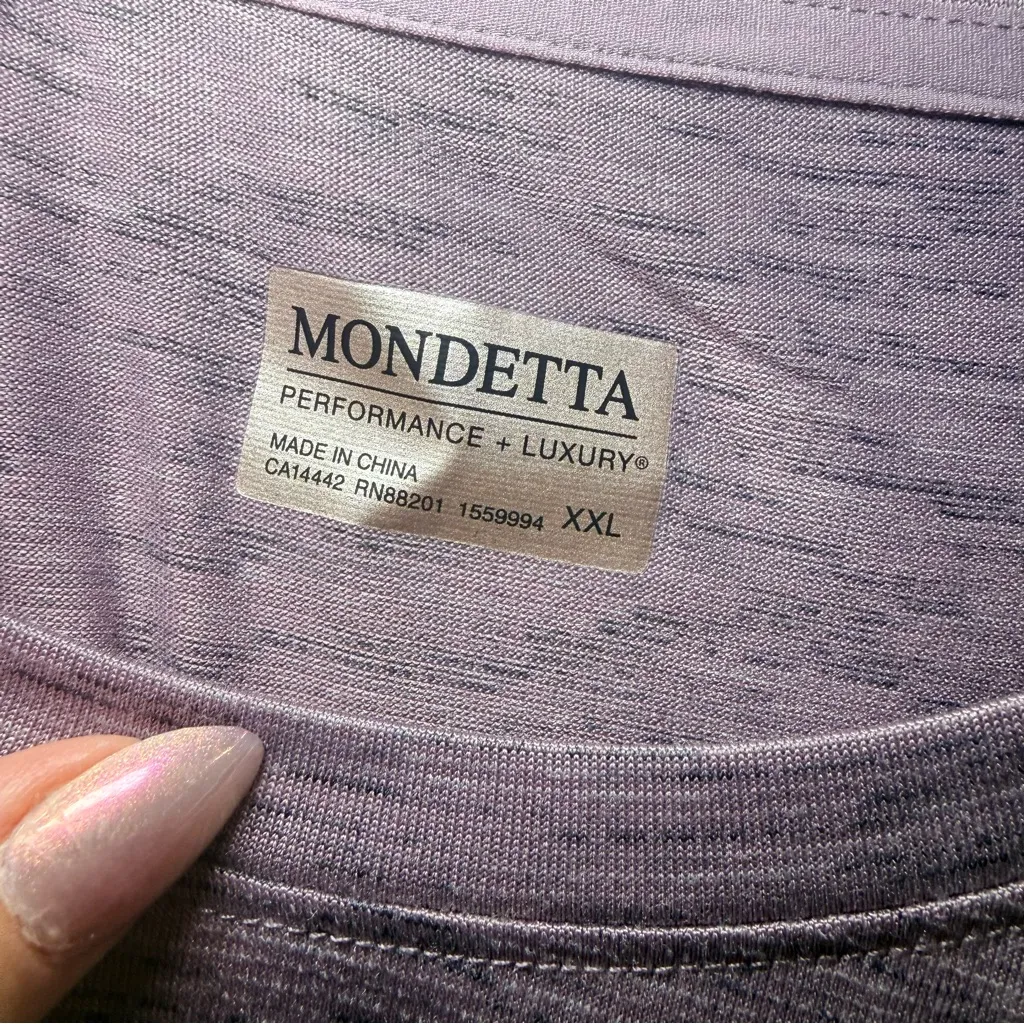 MONDETTA
PERFORMANCE + LUXURY®
MADE IN CHINA
CA14442 RN88201 1559994 XXL